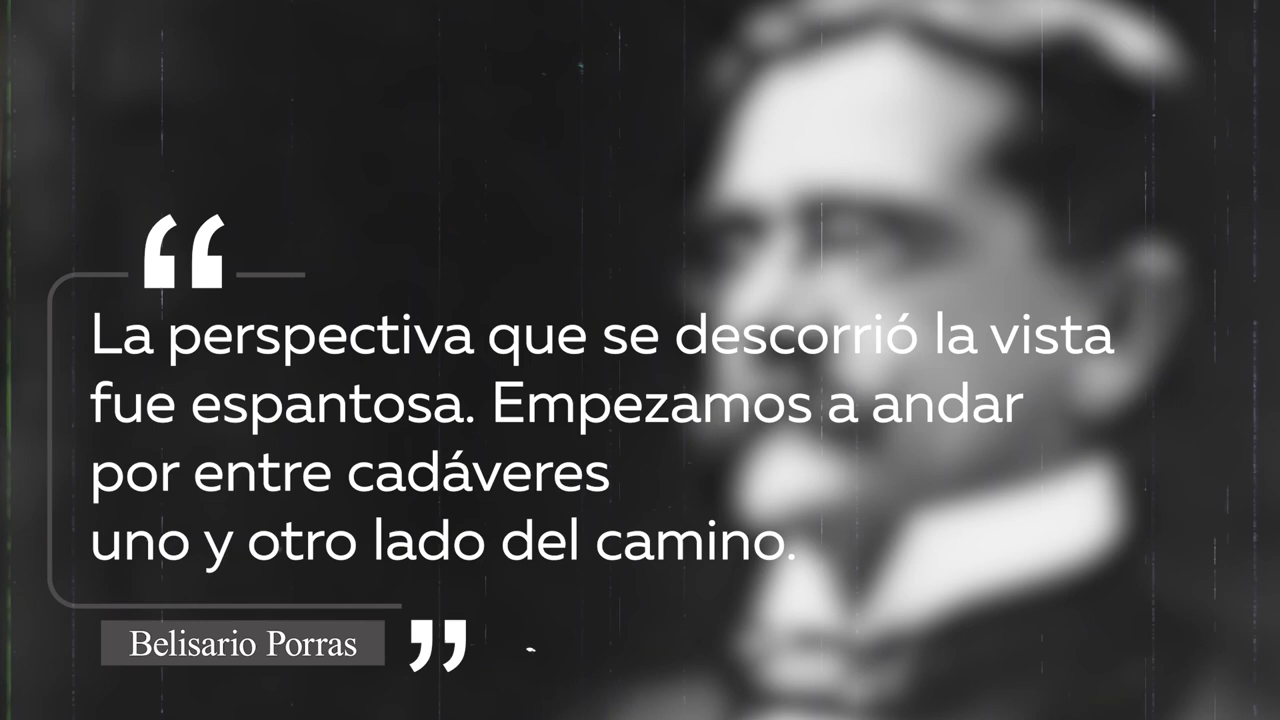 “
La perspectiva que se descorrió la vista
fue espantosa. Empezamos a andar
por entre cadáveres
uno y otro lado del camino.
Belisario Porras ”